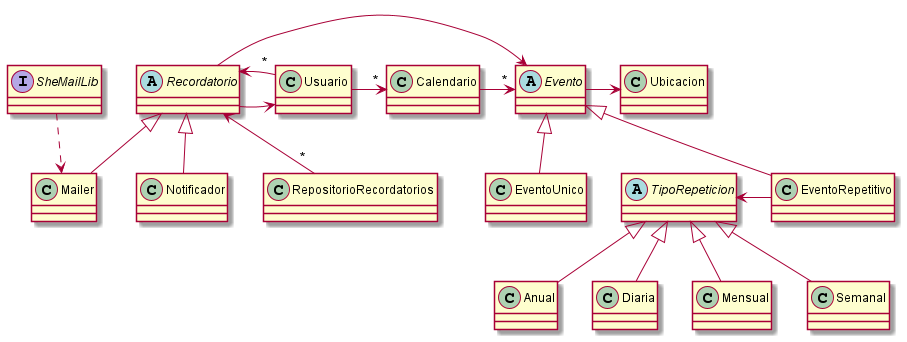 *
I SheMailLib
A Recordatorio
C Usuario
*
C Calendario
*
A Evento
C Ubicacion
*
C Mailer
C Notificador
C RepositorioRecordatorios
C EventoUnico
A TipoRepeticion
C EventoRepetitivo
C Anual
C Diaria
C Mensual
C Semanal